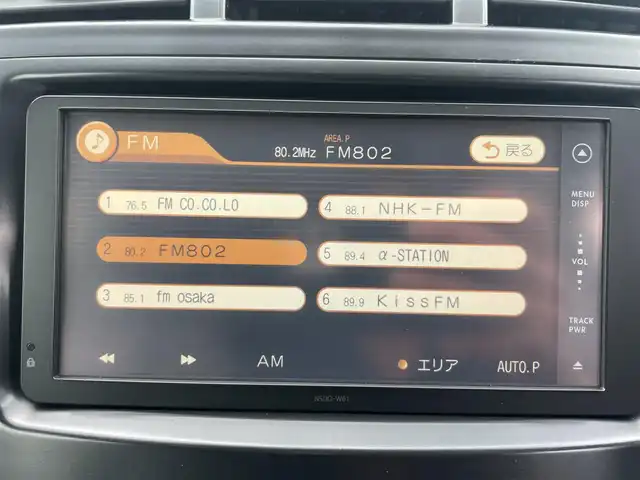 FM
AREA.P
80.2MHz FM802
戻る
1 76.5 FM CO.CO.LO
2 80.2 FM802
3 85.1 fm osaka
4 88.1 NHK-FM
5 89.4 α-STATION
6 89.9 KissFM
AM
エリア
AUTO.P
MENU
DISP
VOL
TRACK
PWR